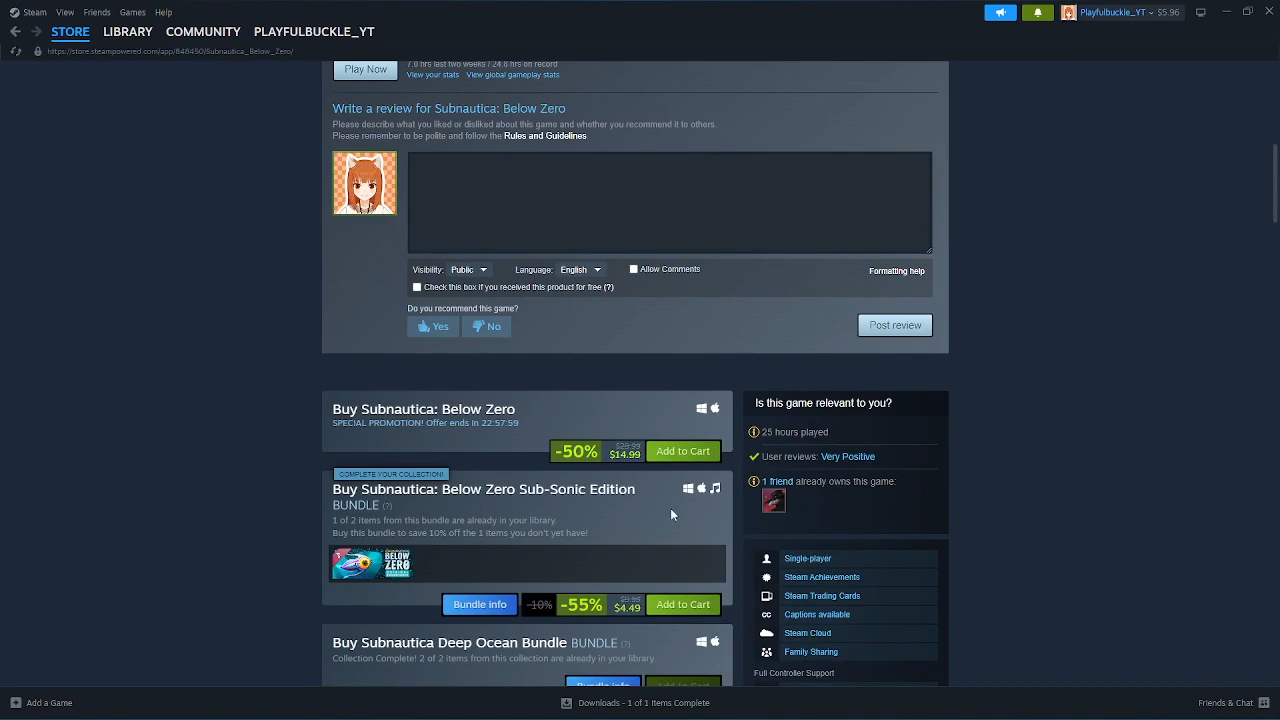 Steam View Friends Games Help
Playfulbuckle_YT $5.96
STORE LIBRARY COMMUNITY PLAYFULBUCKLE_YT
https://store.steampowered.com/app/848450/Subnautica_Below_Zero/
Play Now
7.0 hrs last two weeks / 24.8 hrs on record
View your stats View global gameplay stats
Write a review for Subnautica: Below Zero
Please describe what you liked or disliked about this game and whether you recommend it to others.
Please remember to be polite and follow the Rules and Guidelines
Visibility: Public Language: English Allow Comments Formatting help
Check this box if you received this product for free (?)
Do you recommend this game?
Yes No
Post review
Buy Subnautica: Below Zero
SPECIAL PROMOTION! Offer ends in 22:57:59
-50% $29.99 $14.99 Add to Cart
COMPLETE YOUR COLLECTION!
Buy Subnautica: Below Zero Sub-Sonic Edition
BUNDLE (?)
1 of 2 items from this bundle are already in your library.
Buy this bundle to save 10% off the 1 items you don't yet have!
BELOW ZERO
Bundle info -10% -55% $9.99 $4.49 Add to Cart
Buy Subnautica Deep Ocean Bundle BUNDLE (?)
Collection Complete! 2 of 2 items from this collection are already in your library.
Bundle info Add to Cart
Is this game relevant to you?
25 hours played
User reviews: Very Positive
1 friend already owns this game:
Single-player
Steam Achievements
Steam Trading Cards
CC Captions available
Steam Cloud
Family Sharing
Full Controller Support
Add a Game
Downloads - 1 of 1 Items Complete
Friends & Chat